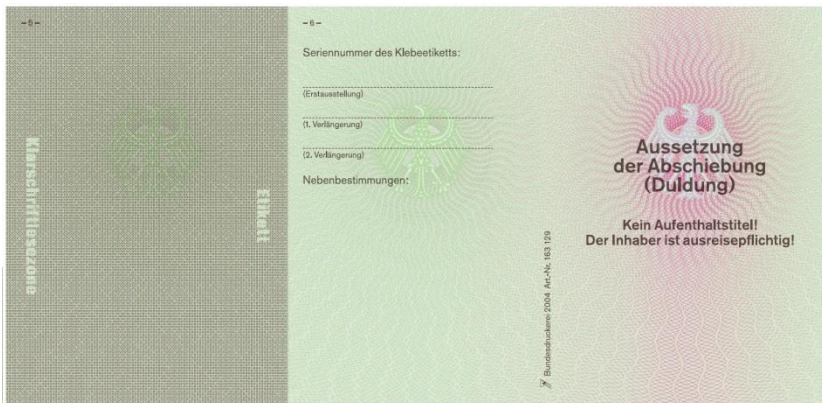 – 5 –
Klarschriftlesezone
Etikett
– 6 –
Seriennummer des Klebeetiketts:
(Erstausstellung)
(1. Verlängerung)
(2. Verlängerung)
Nebenbestimmungen:
Bundesdruckerei 2004 Art.-Nr. 163 129
Aussetzung
der Abschiebung
(Duldung)
Kein Aufenthaltstitel!
Der Inhaber ist ausreisepflichtig!